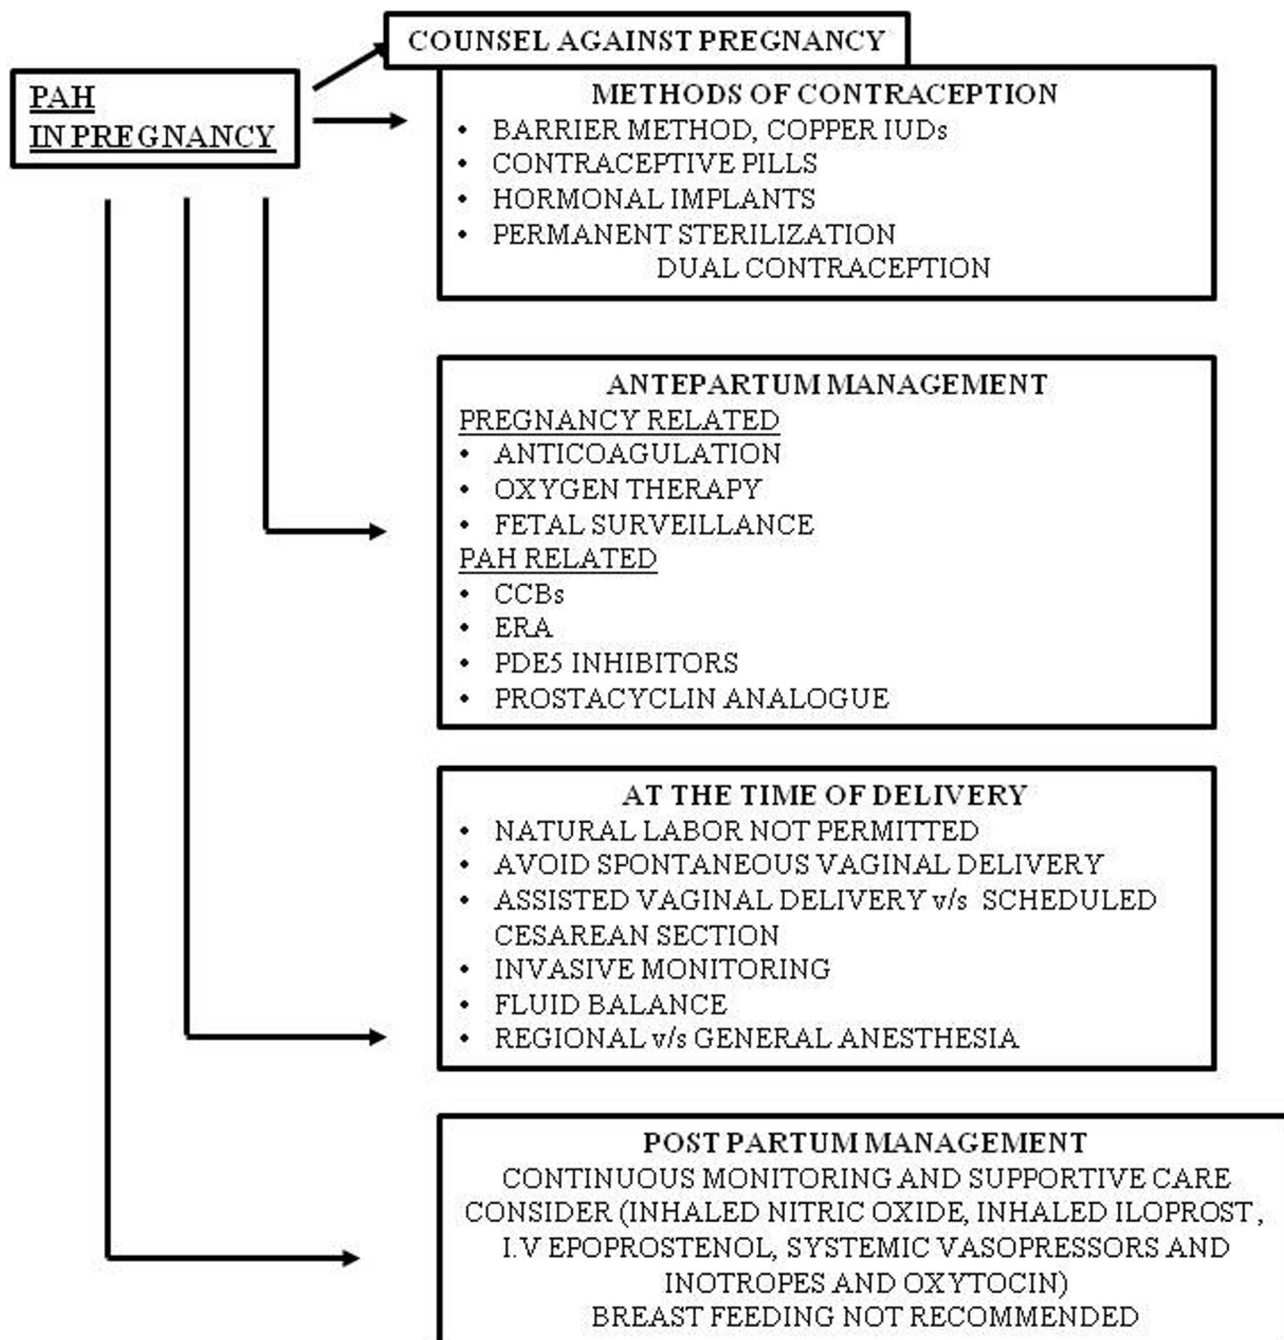 COUNSEL AGAINST PREGNANCY
PAH
IN PREGNANCY
METHODS OF CONTRACEPTION
• BARRIER METHOD, COPPER IUDs
• CONTRACEPTIVE PILLS
• HORMONAL IMPLANTS
• PERMANENT STERILIZATION
DUAL CONTRACEPTION
ANTEPARTUM MANAGEMENT
PREGNANCY RELATED
• ANTICOAGULATION
• OXYGEN THERAPY
• FETAL SURVEILLANCE
PAH RELATED
• CCBs
• ERA
• PDE5 INHIBITORS
• PROSTACYCLIN ANALOGUE
AT THE TIME OF DELIVERY
• NATURAL LABOR NOT PERMITTED
• AVOID SPONTANEOUS VAGINAL DELIVERY
• ASSISTED VAGINAL DELIVERY v/s SCHEDULED
CESAREAN SECTION
• INVASIVE MONITORING
• FLUID BALANCE
• REGIONAL v/s GENERAL ANESTHESIA
POST PARTUM MANAGEMENT
CONTINUOUS MONITORING AND SUPPORTIVE CARE
CONSIDER (INHALED NITRIC OXIDE, INHALED ILOPROST ,
I.V EPOPROSTENOL, SYSTEMIC VASOPRESSORS AND
INOTROPES AND OXYTOCIN)
BREAST FEEDING NOT RECOMMENDED